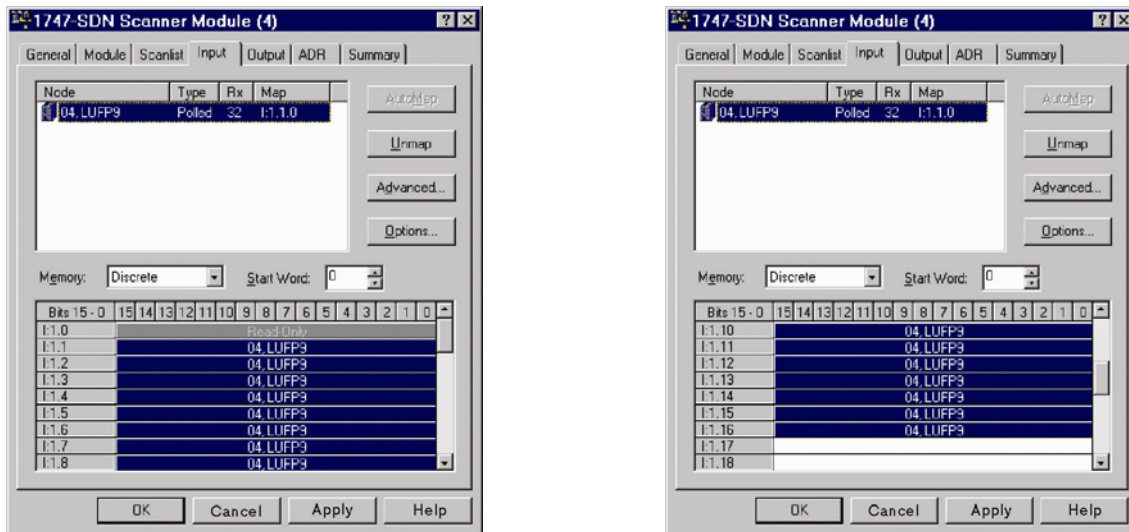 1747-SDN Scanner Module (4)
General Module Scanlist Input Output ADR Summary
Node Type Rx Map
04, LUFP9 Polled 32 I:1.1.0
AutoMap
Unmap
Advanced...
Options...
Memory: Discrete Start Word: 0
Bits 15 - 0 15 14 13 12 11 10 9 8 7 6 5 4 3 2 1 0
I:1.0 Read-Only
I:1.1 04, LUFP9
I:1.2 04, LUFP9
I:1.3 04, LUFP9
I:1.4 04, LUFP9
I:1.5 04, LUFP9
I:1.6 04, LUFP9
I:1.7 04, LUFP9
I:1.8 04, LUFP9
OK Cancel Apply Help
1747-SDN Scanner Module (4)
General Module Scanlist Input Output ADR Summary
Node Type Rx Map
04, LUFP9 Polled 32 I:1.1.0
AutoMap
Unmap
Advanced...
Options...
Memory: Discrete Start Word: 0
Bits 15 - 0 15 14 13 12 11 10 9 8 7 6 5 4 3 2 1 0
I:1.10 04, LUFP9
I:1.11 04, LUFP9
I:1.12 04, LUFP9
I:1.13 04, LUFP9
I:1.14 04, LUFP9
I:1.15 04, LUFP9
I:1.16 04, LUFP9
I:1.17
I:1.18
OK Cancel Apply Help